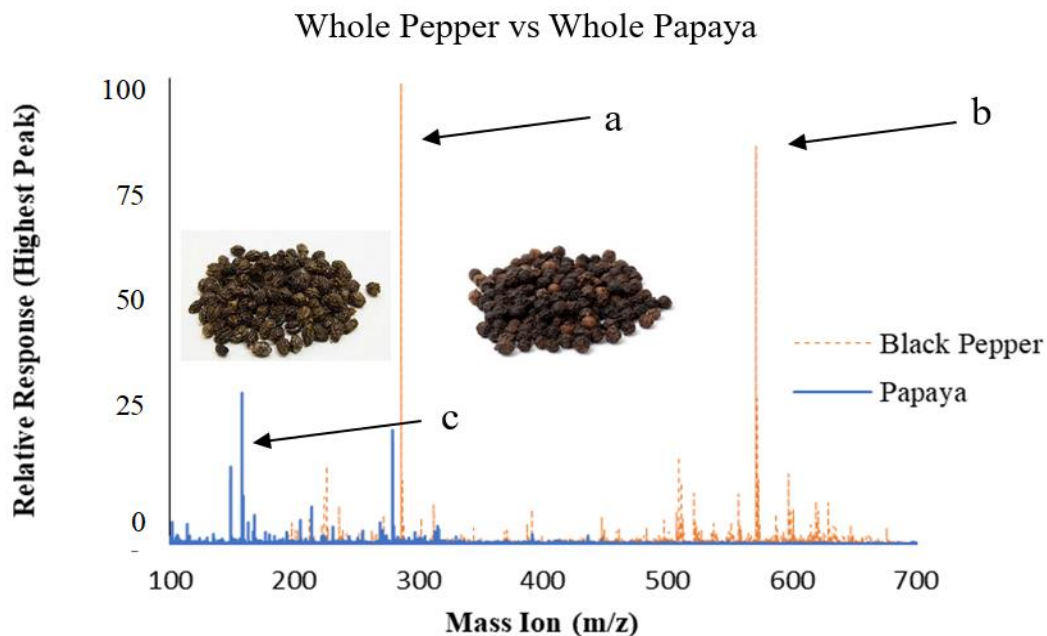 Whole Pepper vs Whole Papaya
Relative Response (Highest Peak)
100
75
50
25
0
-
a
b
c
Black Pepper
Papaya
100 200 300 400 500 600 700
Mass Ion (m/z)